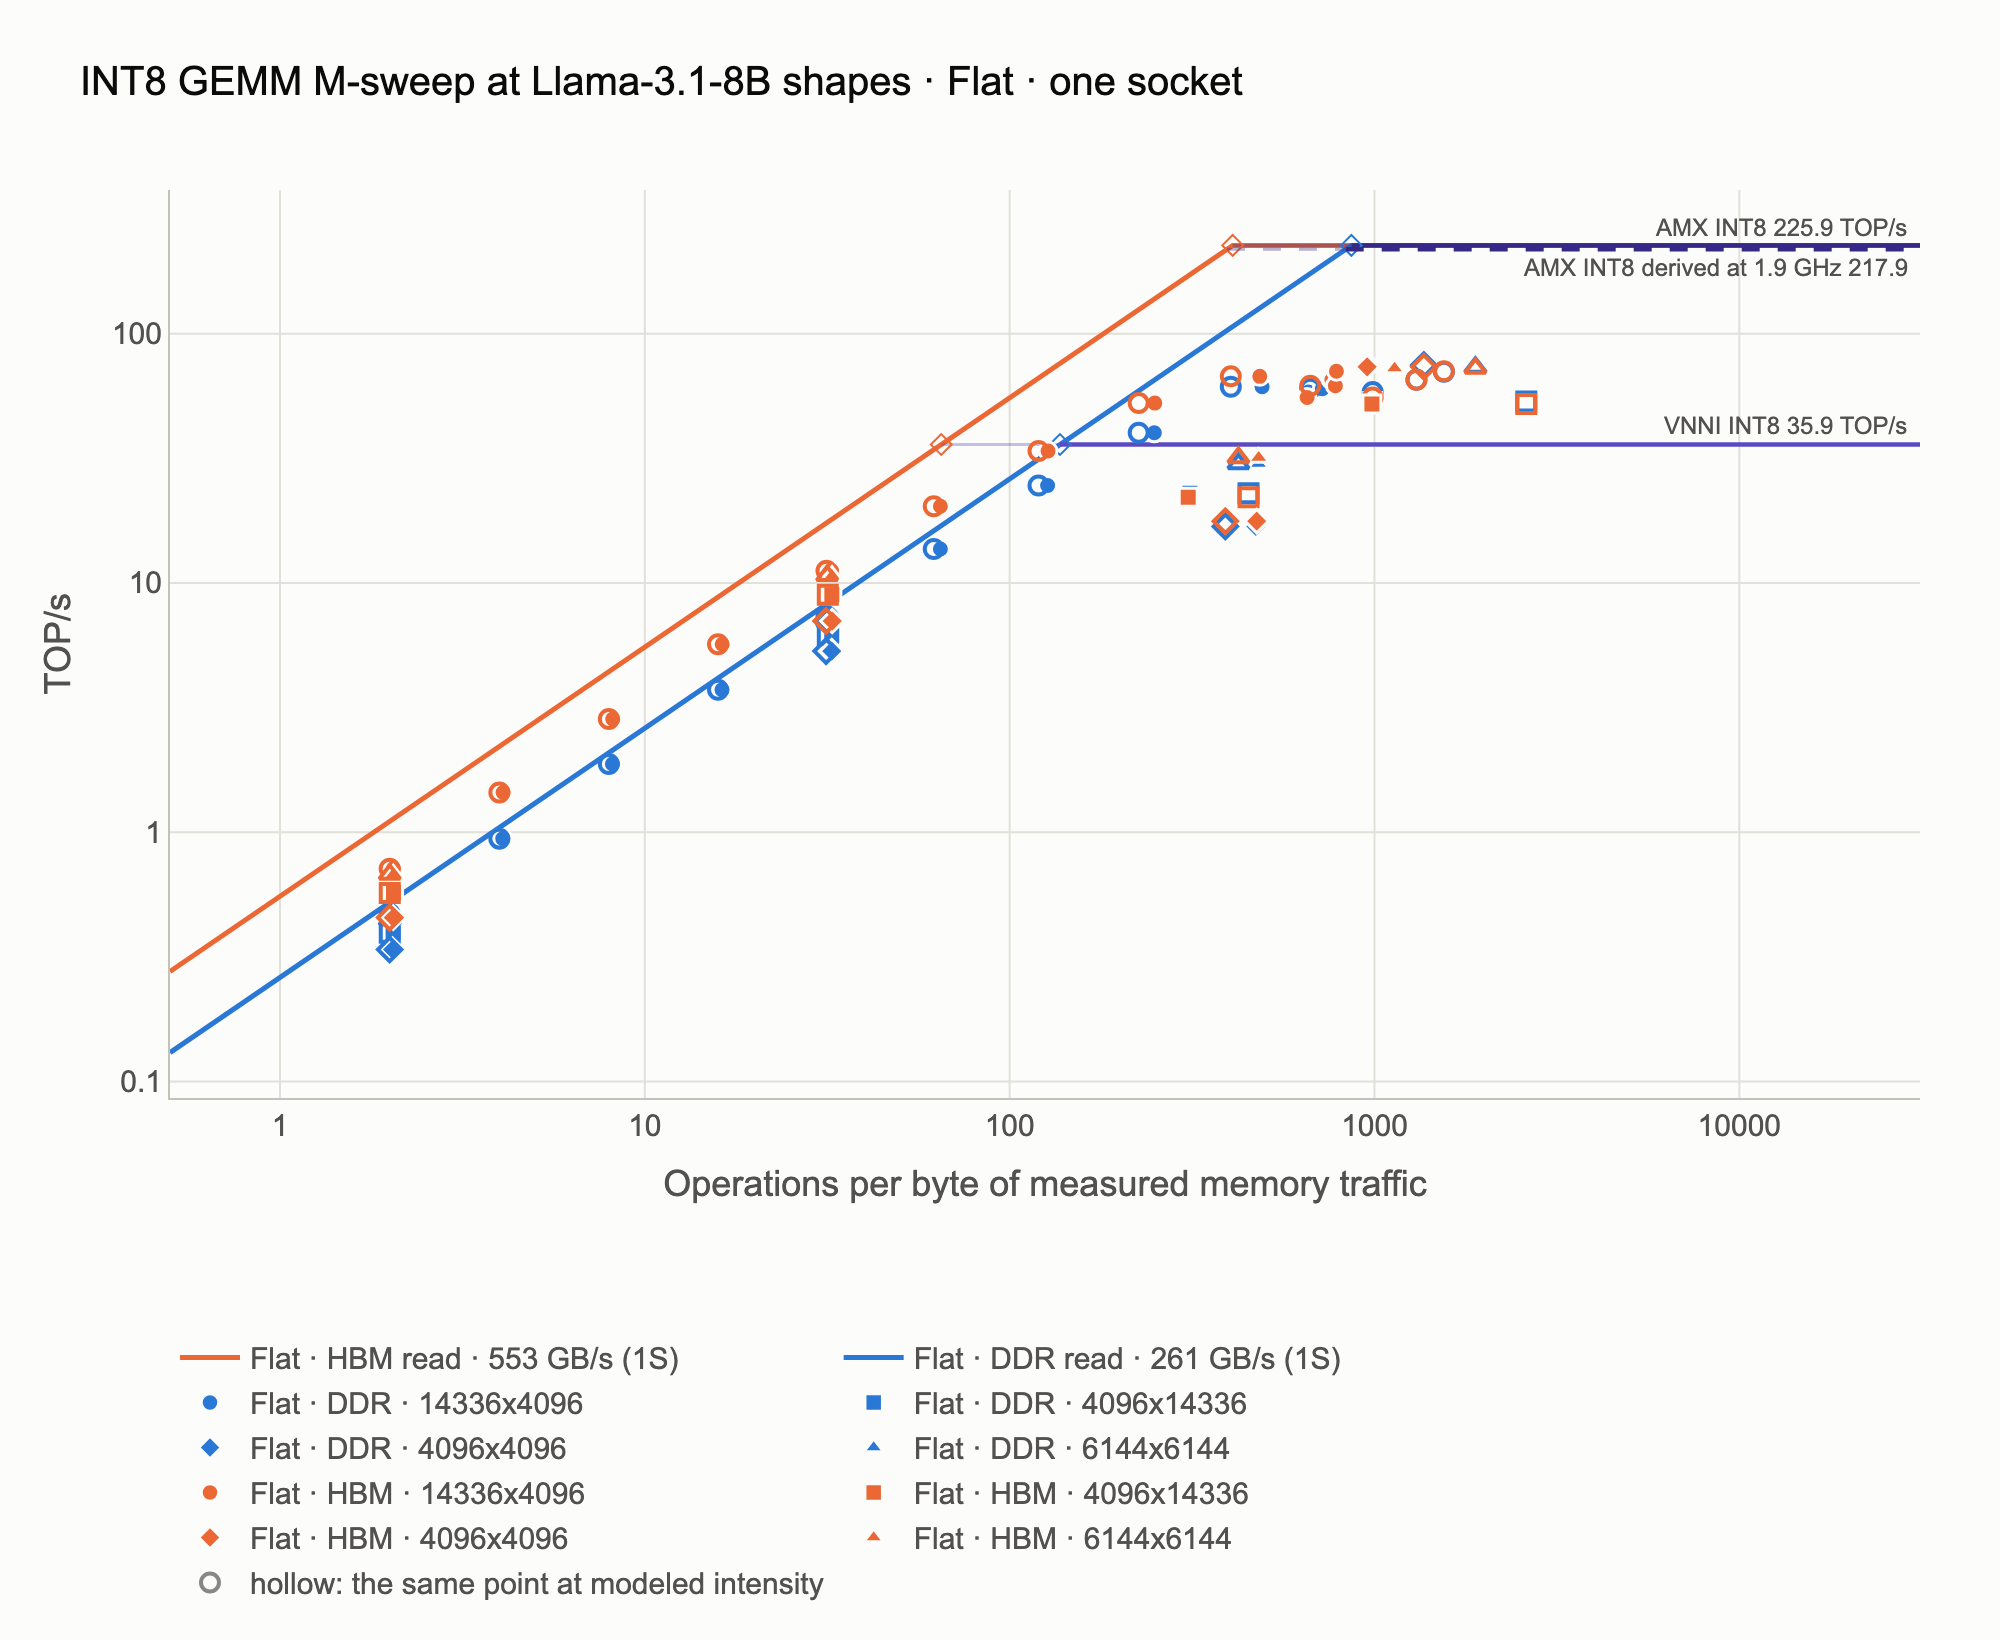 INT8 GEMM M-sweep at Llama-3.1-8B shapes · Flat · one socket
AMX INT8 225.9 TOP/s
AMX INT8 derived at 1.9 GHz 217.9
VNNI INT8 35.9 TOP/s
100
10
1
0.1
TOP/s
1
10
100
1000
10000
Operations per byte of measured memory traffic
Flat · HBM read · 553 GB/s (1S)
Flat · DDR read · 261 GB/s (1S)
Flat · DDR · 14336x4096
Flat · DDR · 4096x14336
Flat · DDR · 4096x4096
Flat · DDR · 6144x6144
Flat · HBM · 14336x4096
Flat · HBM · 4096x14336
Flat · HBM · 4096x4096
Flat · HBM · 6144x6144
hollow: the same point at modeled intensity